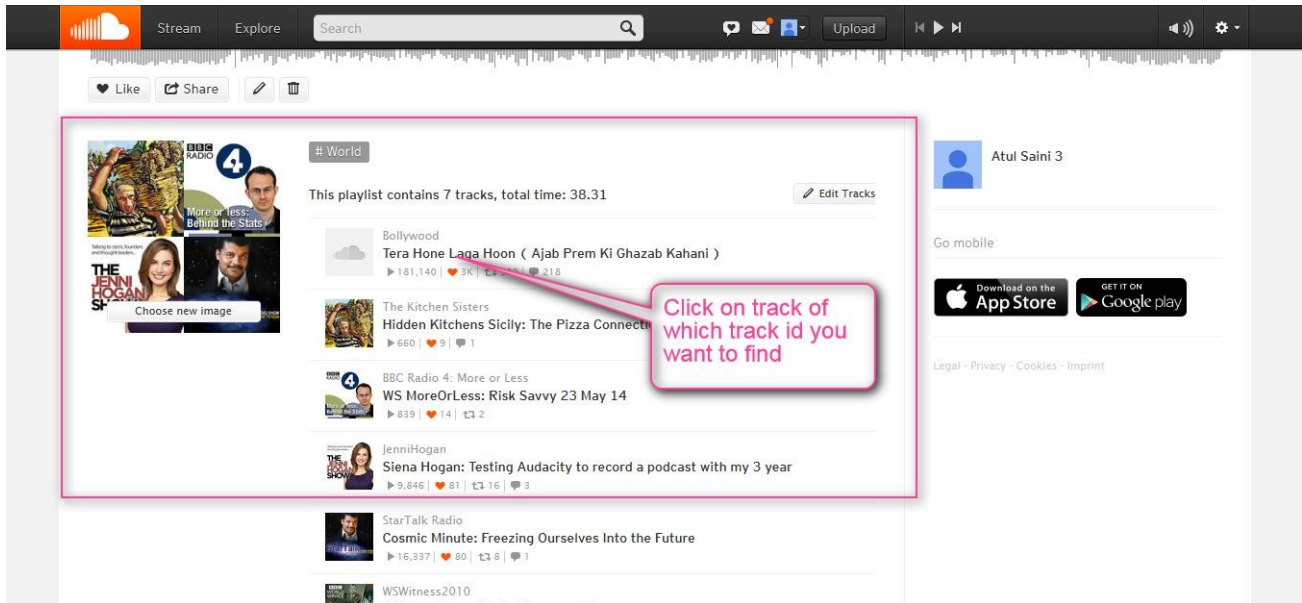 Stream Explore Search Upload
Like Share
# World
This playlist contains 7 tracks, total time: 38.31 Edit Tracks
BBC
RADIO 4
More or less:
Behind the Stats
Talking to CEO's, founders
and thought leaders...
THE
JENNI
HOGAN
Choose new image
Bollywood
Tera Hone Laga Hoon ( Ajab Prem Ki Ghazab Kahani )
181,140 3K 218
The Kitchen Sisters
Hidden Kitchens Sicily: The Pizza
660 9 1
BBC Radio 4: More or Less
WS MoreOrLess: Risk Savvy 23 May 14
839 14 2
JenniHogan
Siena Hogan: Testing Audacity to record a podcast with my 3 year
9,846 81 16 3
StarTalk Radio
Cosmic Minute: Freezing Ourselves Into the Future
16,337 80 8 1
WSWitness2010
Click on track of
which track id you
want to find
Atul Saini 3
Go mobile
Download on the
App Store
GET IT ON
Google play
Legal - Privacy - Cookies - Imprint